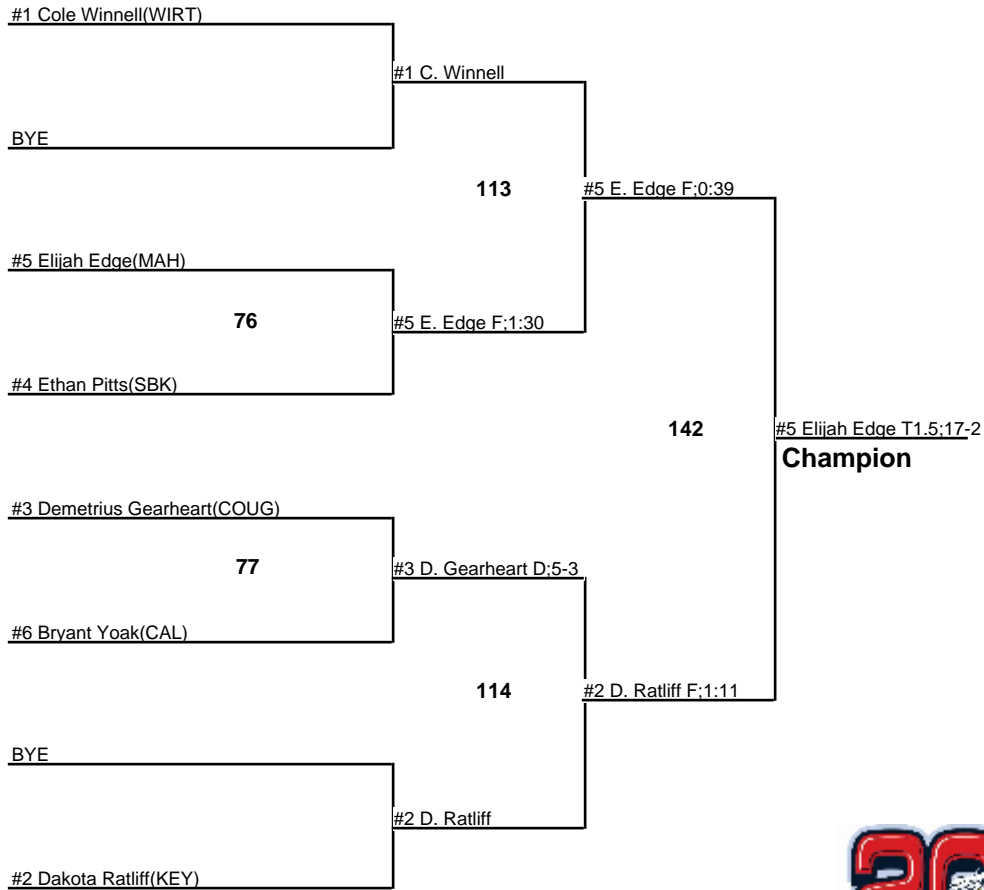 #1 Cole Winnell(WIRT)
#1 C. Winnell
BYE
113
#5 E. Edge F;0:39
#5 Elijah Edge(MAH)
76
#5 E. Edge F;1:30
#4 Ethan Pitts(SBK)
142
#5 Elijah Edge T1.5;17-2
Champion
#3 Demetrius Gearheart(COUG)
77
#3 D. Gearheart D;5-3
#6 Bryant Yoak(CAL)
114
#2 D. Ratliff F;1:11
BYE
#2 D. Ratliff
#2 Dakota Ratliff(KEY)